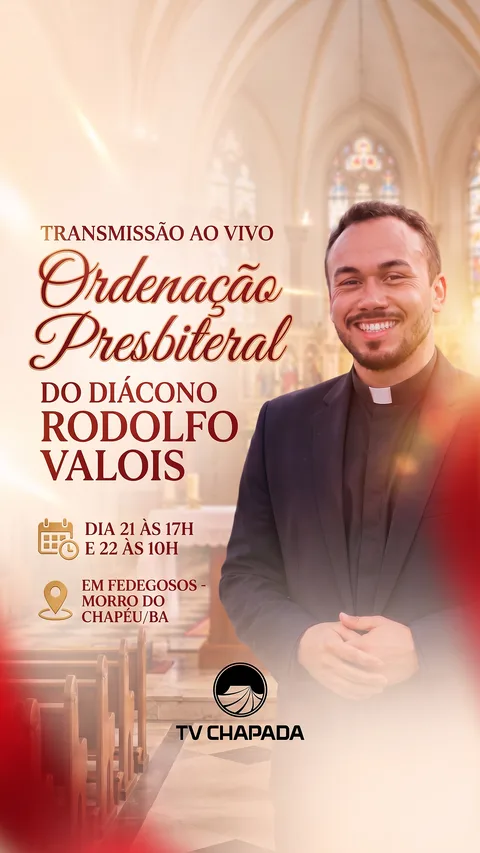 TRANSMISSÃO AO VIVO
Ordenação
Presbiteral
DO DIÁCONO
RODOLFO
VALOIS
DIA 21 ÀS 17H
E 22 ÀS 10H
EM FEDEGOSOS -
MORRO DO
CHAPÉU/BA
TV CHAPADA